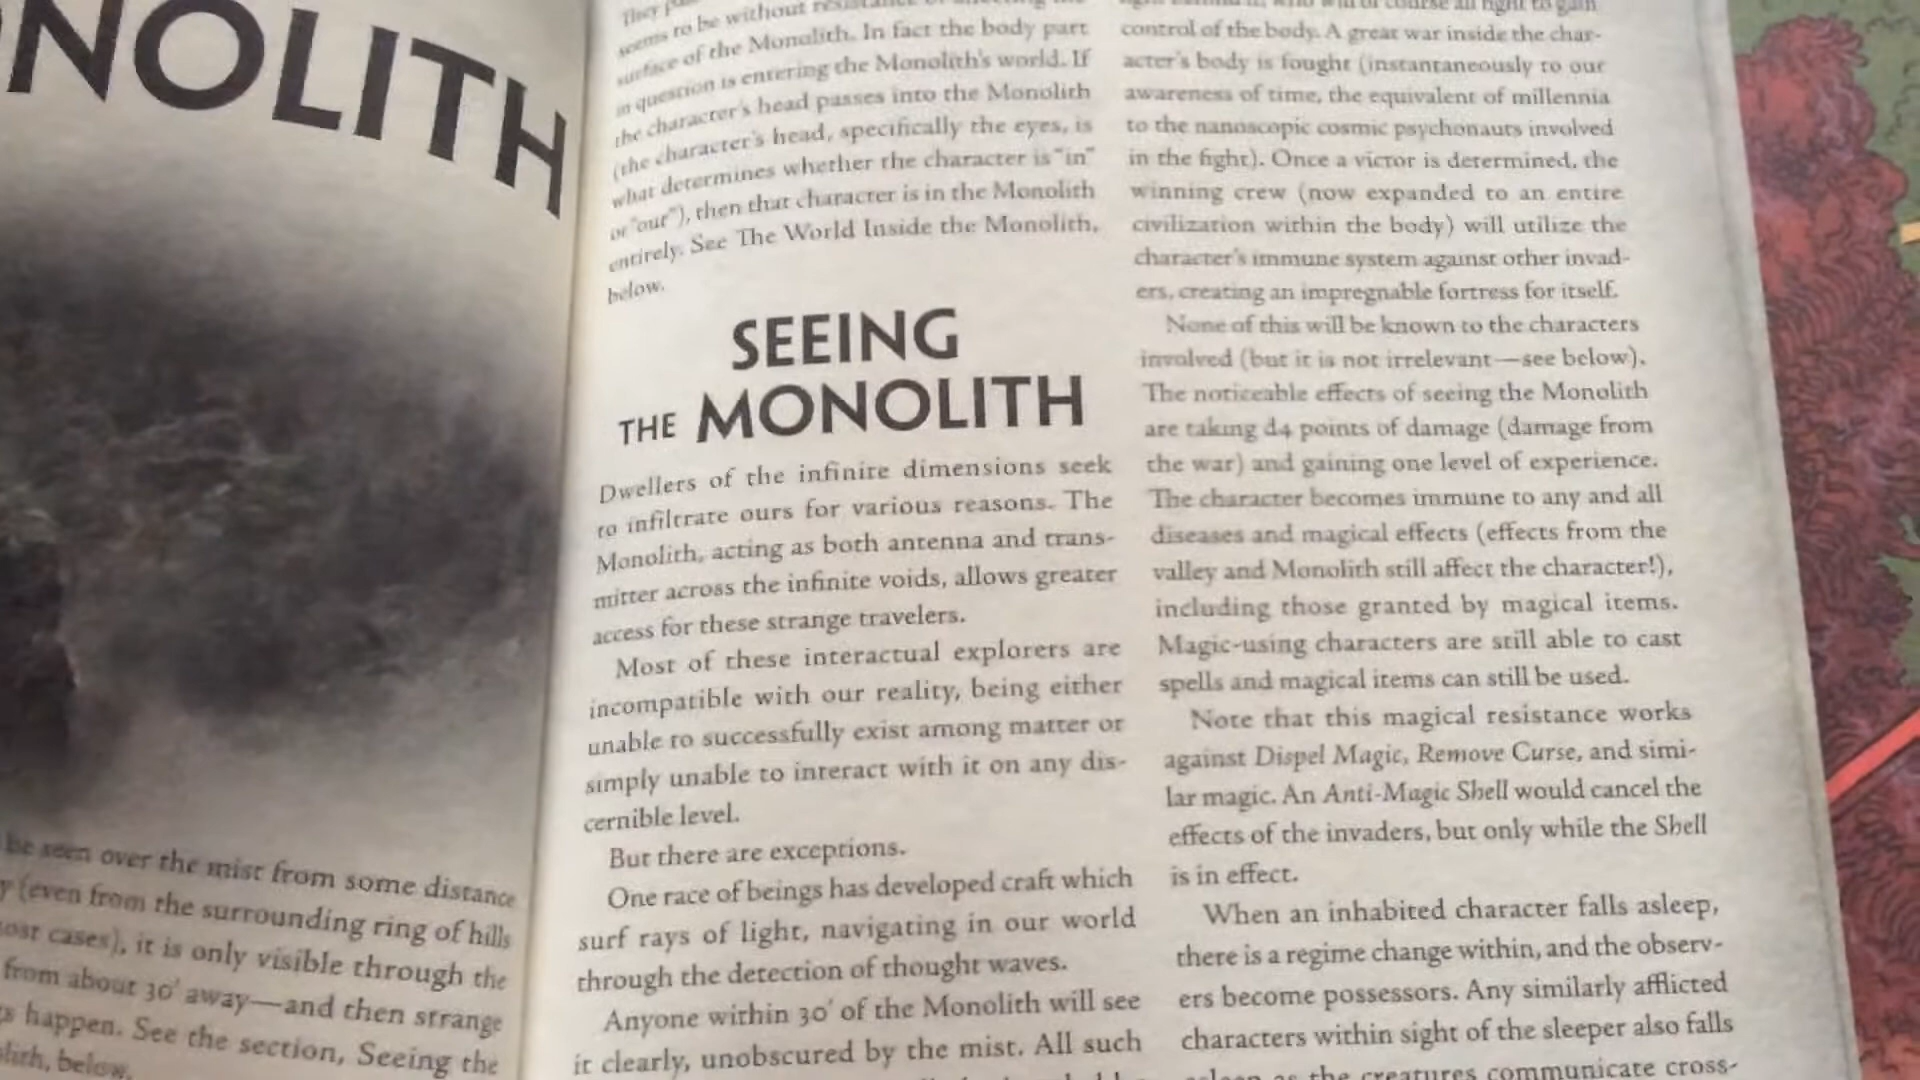 NOLITH
be seen over the mist from some distance
(even from the surrounding ring of hills
cases), it is only visible through the
from about 30' away—and then strange
happen. See the section, Seeing the
below.
They
seems to be without
surface of the Monolith. In fact the body part
in question is entering the Monolith's world. If
the character's head passes into the Monolith
(the character's head, specifically the eyes, is
what determines whether the character is "in"
or "out"), then that character is in the Monolith
entirely. See The World Inside the Monolith,
below.
SEEING
THE MONOLITH
Dwellers of the infinite dimensions seek
to infiltrate ours for various reasons. The
Monolith, acting as both antenna and trans-
mitter across the infinite voids, allows greater
access for these strange travelers.
Most of these interactual explorers are
incompatible with our reality, being either
unable to successfully exist among matter or
simply unable to interact with it on any dis-
cernible level.
But there are exceptions.
One race of beings has developed craft which
surf rays of light, navigating in our world
through the detection of thought waves.
Anyone within 30' of the Monolith will see
it clearly, unobscured by the mist. All such
control of the body. A great war inside the char-
acter's body is fought (instantaneously to our
awareness of time, the equivalent of millennia
to the nanoscopic cosmic psychonauts involved
in the fight). Once a victor is determined, the
winning crew (now expanded to an entire
civilization within the body) will utilize the
character's immune system against other invad-
ers, creating an impregnable fortress for itself.
None of this will be known to the characters
involved (but it is not irrelevant—see below).
The noticeable effects of seeing the Monolith
are taking d4 points of damage (damage from
the war) and gaining one level of experience.
The character becomes immune to any and all
diseases and magical effects (effects from the
valley and Monolith still affect the character!),
including those granted by magical items.
Magic-using characters are still able to cast
spells and magical items can still be used.
Note that this magical resistance works
against Dispel Magic, Remove Curse, and simi-
lar magic. An Anti-Magic Shell would cancel the
effects of the invaders, but only while the Shell
is in effect.
When an inhabited character falls asleep,
there is a regime change within, and the observ-
ers become possessors. Any similarly afflicted
characters within sight of the sleeper also falls
as the creatures communicate cross-